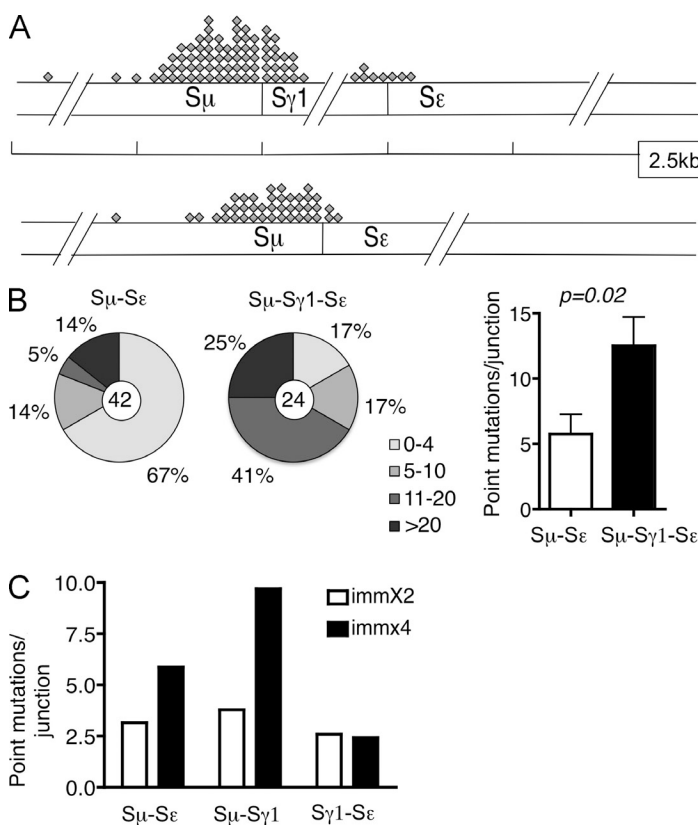 A
Sμ
Sγ1
Sε
2.5kb
Sμ
Sε
B
Sμ-Sε
14%
5%
14%
67%
42
Sμ-Sγ1-Sε
25%
17%
17%
41%
24
0-4
5-10
11-20
>20
p=0.02
Point mutations/junction
15
10
5
0
Sμ-Sε Sμ-Sγ1-Sε
C
Point mutations/
junction
10.0
7.5
5.0
2.5
0.0
immX2
immx4
Sμ-Sε Sμ-Sγ1 Sγ1-Sε